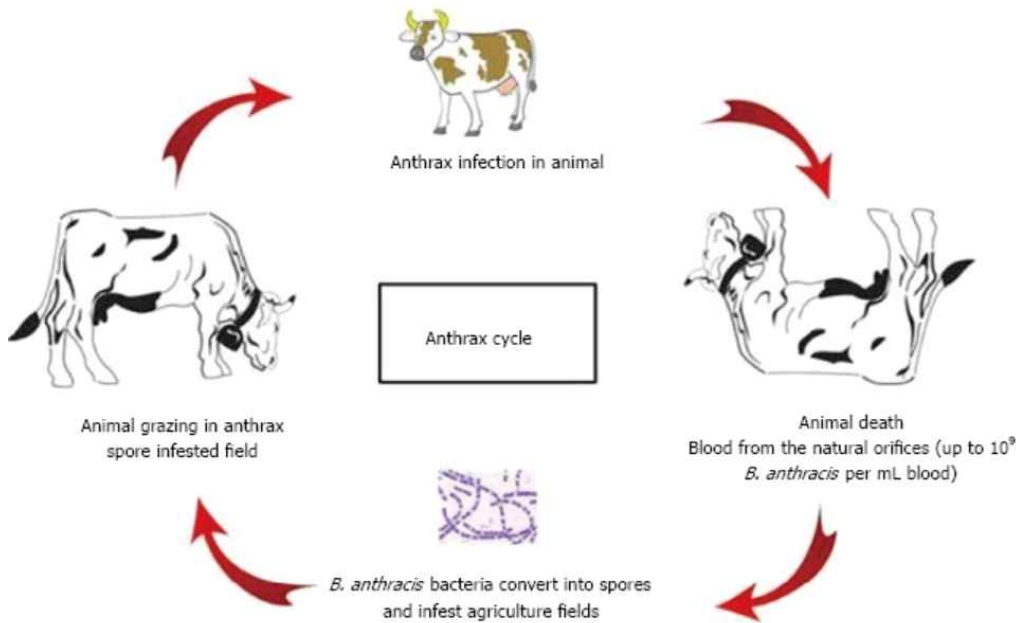 Anthrax infection in animal
Anthrax cycle
Animal grazing in anthrax
spore infested field
Animal death
Blood from the natural orifices (up to 10⁹
B. anthracis per mL blood)
B. anthracis bacteria convert into spores
and infest agriculture fields